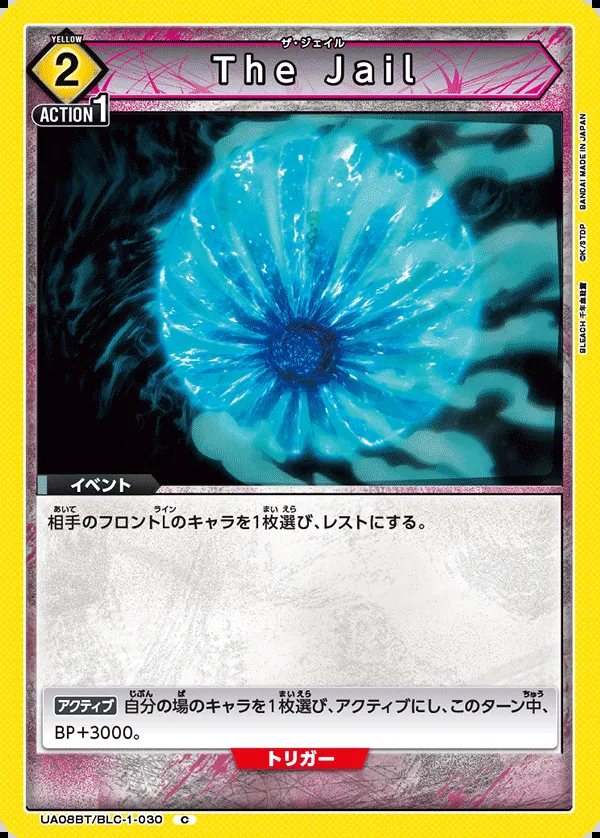 YELLOW
2
ザ・ジェイル
The Jail
ACTION 1
BANDAI MADE IN JAPAN
©K/STDP
BLEACH 千年血戦篇
イベント
あいて ライン まい えら
相手のフロントLのキャラを1枚選び、レストにする。
じぶん ば まい えら ちゅう
アクティブ 自分の場のキャラを1枚選び、アクティブにし、このターン中、
BP+3000。
トリガー
UA08BT/BLC-1-030 C